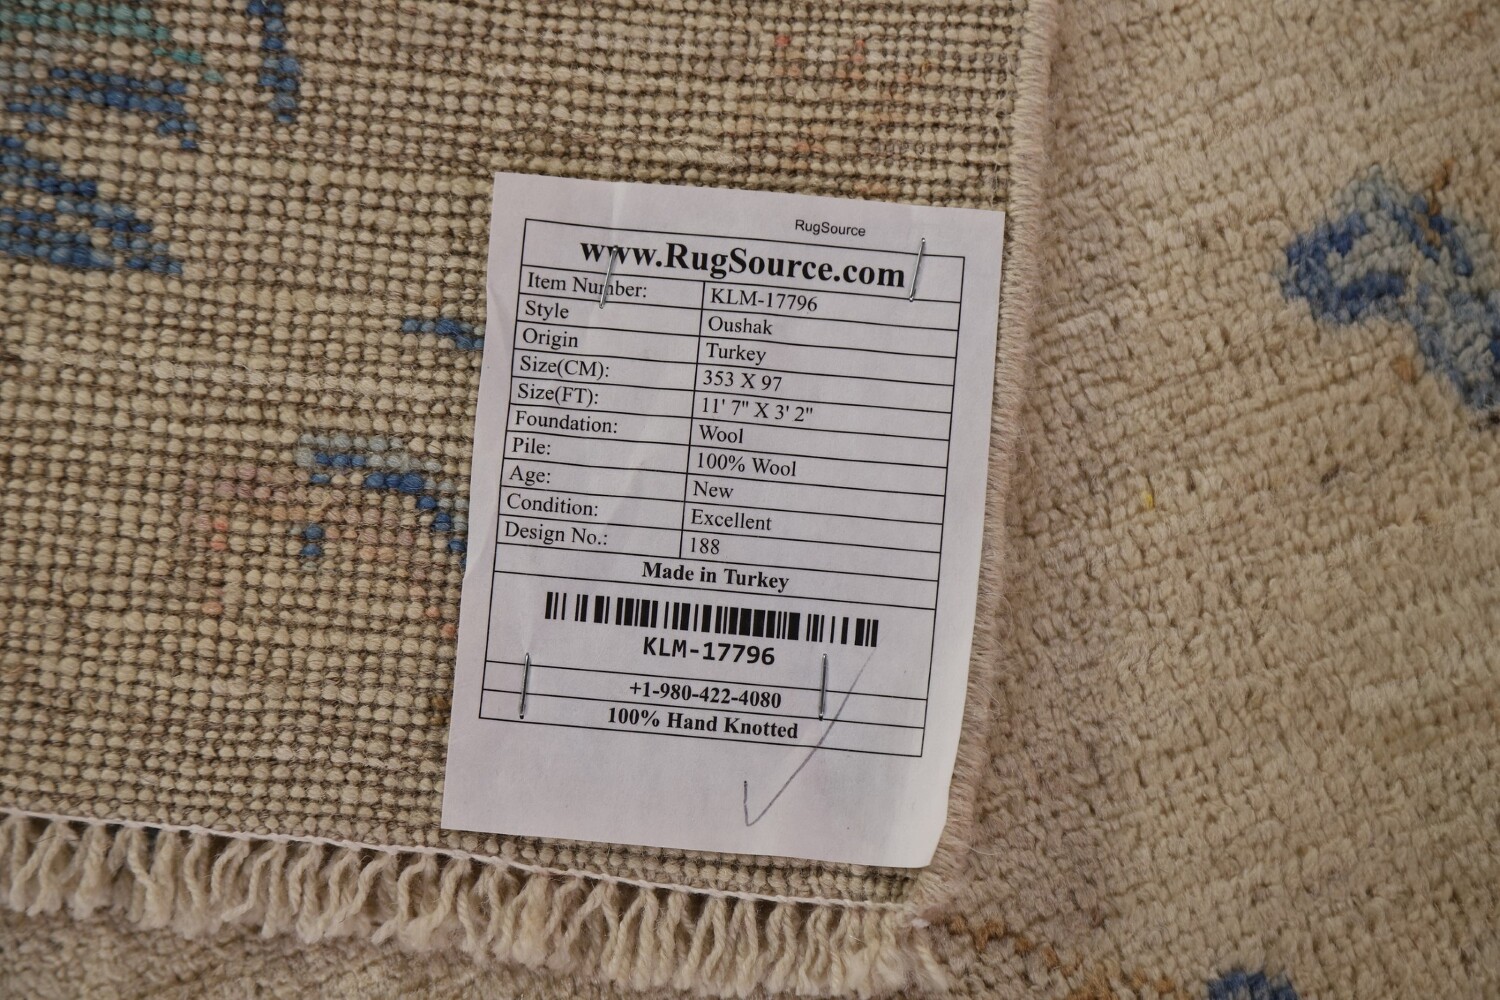 RugSource
www.RugSource.com
Item Number: KLM-17796
Style Oushak
Origin Turkey
Size(CM): 353 X 97
Size(FT): 11' 7" X 3' 2"
Foundation: Wool
Pile: 100% Wool
Age: New
Condition: Excellent
Design No.: 188
Made in Turkey
KLM-17796
+1-980-422-4080
100% Hand Knotted